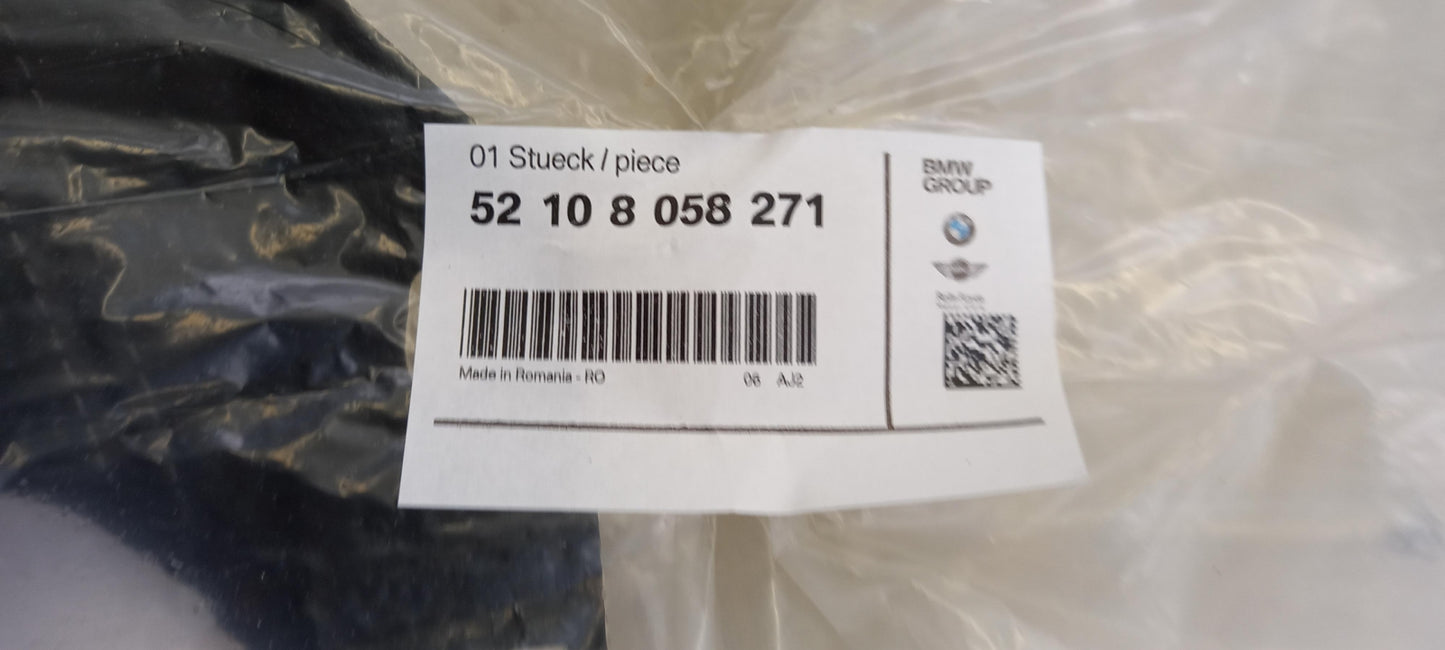 01 Stueck / piece
52 10 8 058 271
Made in Romania - RO
06 AJ2
BMW
GROUP